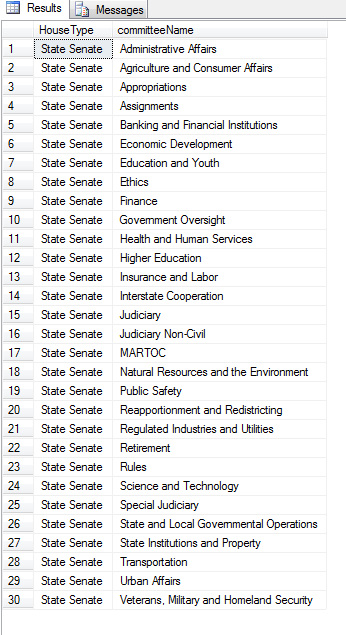 Results Messages
HouseType committeeName
1 State Senate Administrative Affairs
2 State Senate Agriculture and Consumer Affairs
3 State Senate Appropriations
4 State Senate Assignments
5 State Senate Banking and Financial Institutions
6 State Senate Economic Development
7 State Senate Education and Youth
8 State Senate Ethics
9 State Senate Finance
10 State Senate Government Oversight
11 State Senate Health and Human Services
12 State Senate Higher Education
13 State Senate Insurance and Labor
14 State Senate Interstate Cooperation
15 State Senate Judiciary
16 State Senate Judiciary Non-Civil
17 State Senate MARTOC
18 State Senate Natural Resources and the Environment
19 State Senate Public Safety
20 State Senate Reapportionment and Redistricting
21 State Senate Regulated Industries and Utilities
22 State Senate Retirement
23 State Senate Rules
24 State Senate Science and Technology
25 State Senate Special Judiciary
26 State Senate State and Local Governmental Operations
27 State Senate State Institutions and Property
28 State Senate Transportation
29 State Senate Urban Affairs
30 State Senate Veterans, Military and Homeland Security